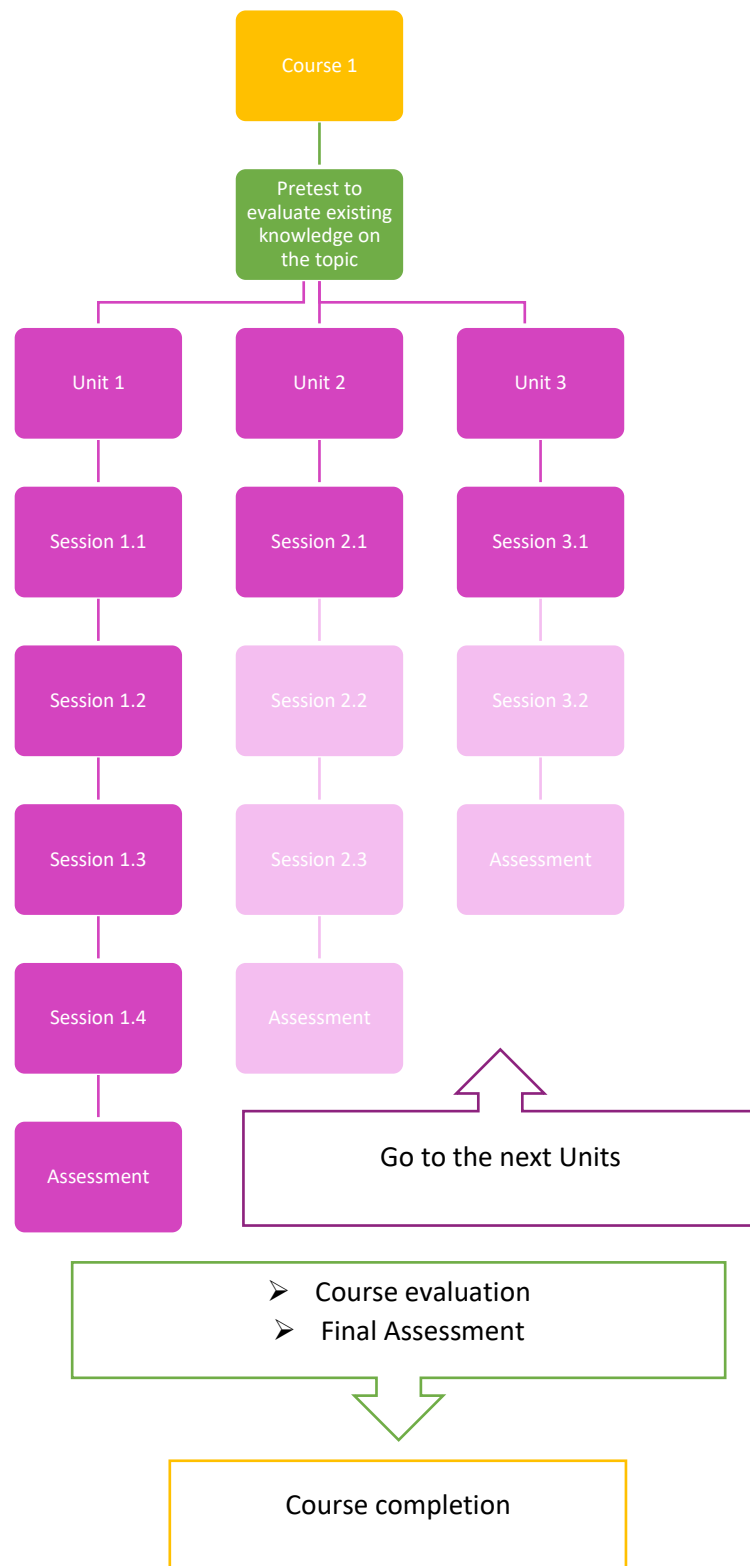 Course 1
Pretest to
evaluate existing
knowledge on
the topic
Unit 1
Unit 2
Unit 3
Session 1.1
Session 2.1
Session 3.1
Session 1.2
Session 2.2
Session 3.2
Session 1.3
Session 2.3
Assessment
Session 1.4
Assessment
Assessment
Go to the next Units
➢ Course evaluation
➢ Final Assessment
Course completion